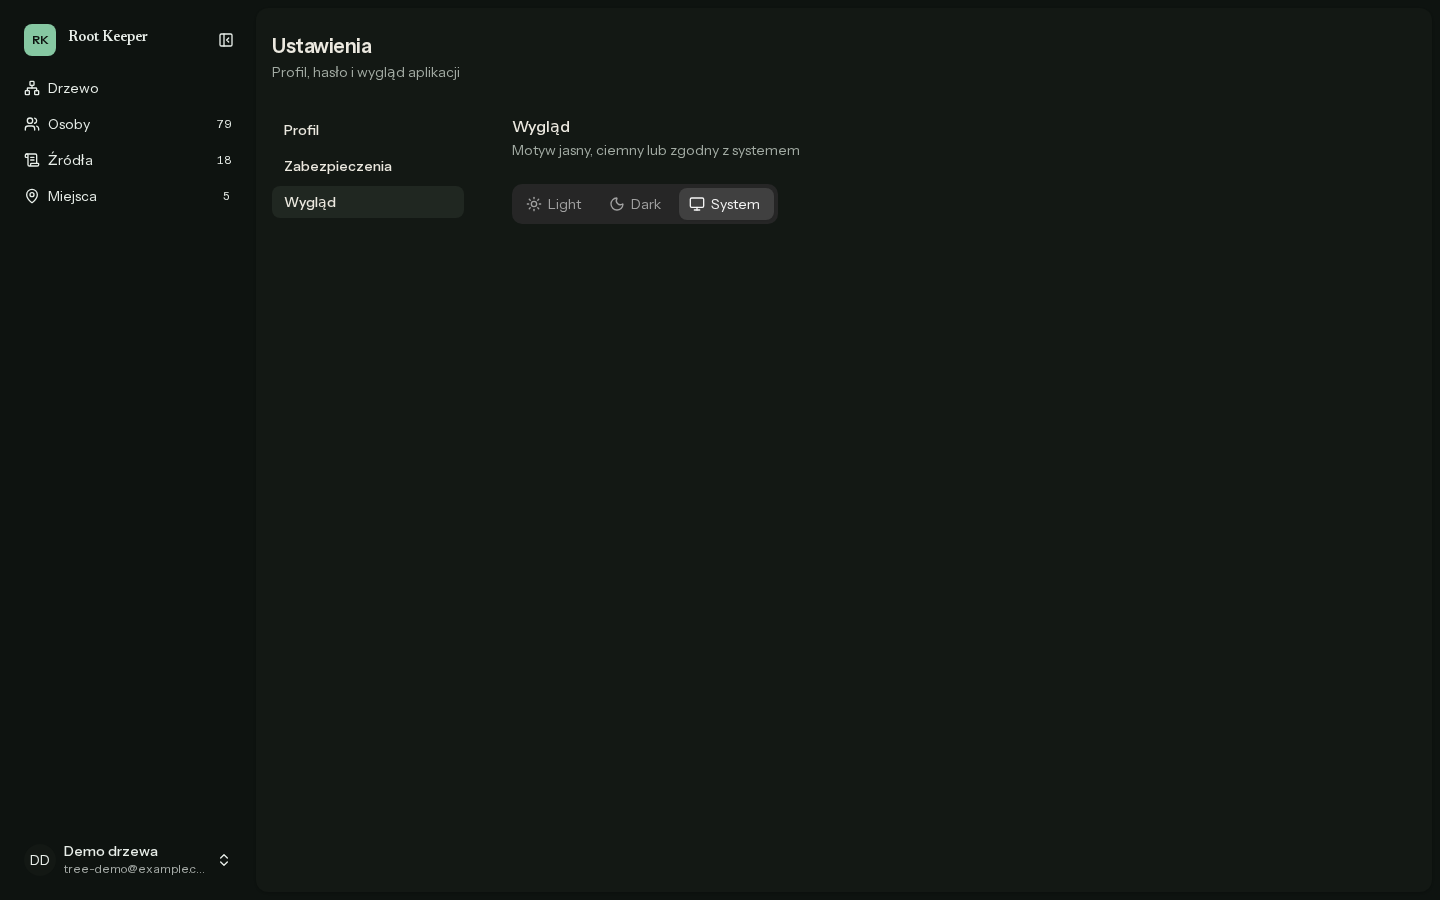 RK
Root Keeper
Drzewo
Osoby 79
Źródła 18
Miejsca 5
Ustawienia
Profil, hasło i wygląd aplikacji
Profil
Zabezpieczenia
Wygląd
Wygląd
Motyw jasny, ciemny lub zgodny z systemem
Light Dark System
DD
Demo drzewa
tree-demo@example.c...